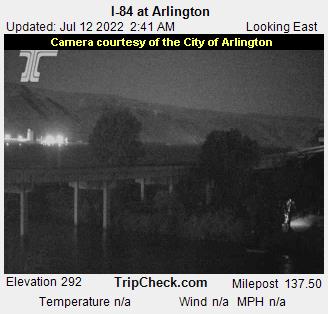 I-84 at Arlington
Updated: Jul 12 2022 2:41 AM Looking East
Camera courtesy of the City of Arlington
Elevation 292 TripCheck.com Milepost 137.50
Temperature n/a Wind n/a MPH n/a